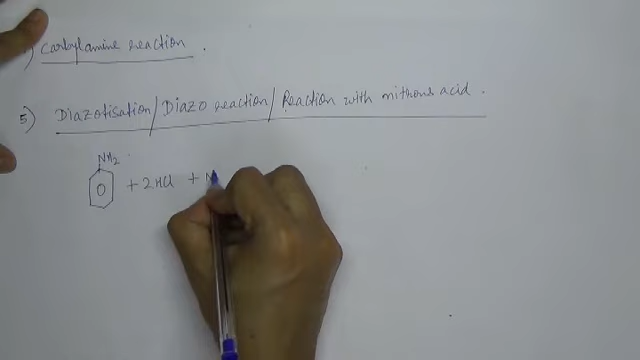 ) Carbylamine reaction .
5) Diazotisation/Diazo reaction/Reaction with nitrous acid .
NH2
+ 2HCl + N